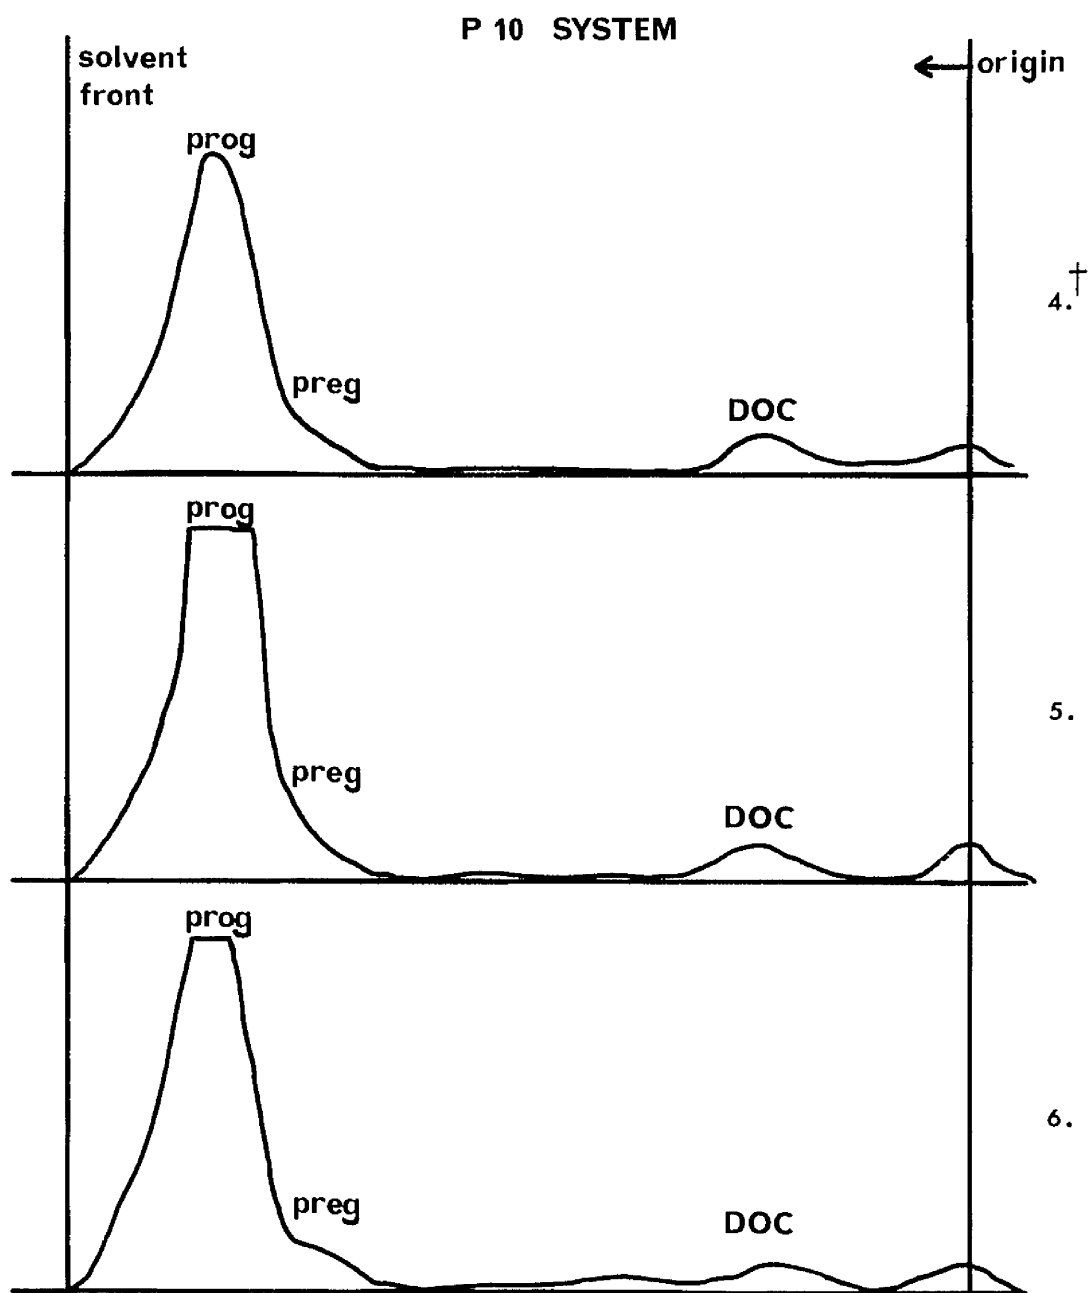 P 10 SYSTEM
solvent
front
origin
prog
preg
DOC
4.†
prog
preg
DOC
5.
prog
preg
DOC
6.